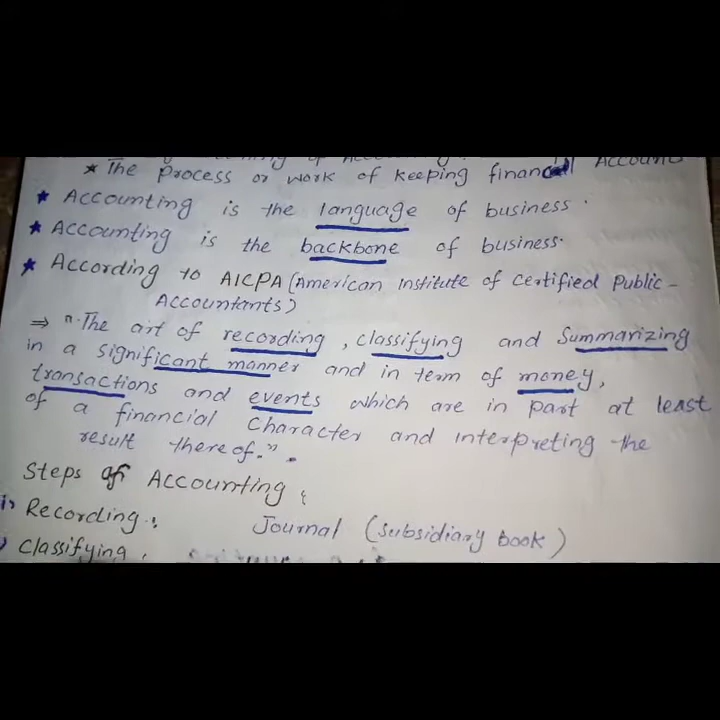 * The process or work of keeping financial Accounts
* Accounting is the language of business.
* Accounting is the backbone of business.
* According to AICPA (American Institute of Certified Public-
Accountants)
⇒ "The art of recording, classifying and Summarizing
in a significant manner and in term of money,
transactions and events which are in part at least
of a financial character and interpreting the
result there of.".
Steps of Accounting :
i) Recording : Journal (Subsidiary book)
) Classifying :